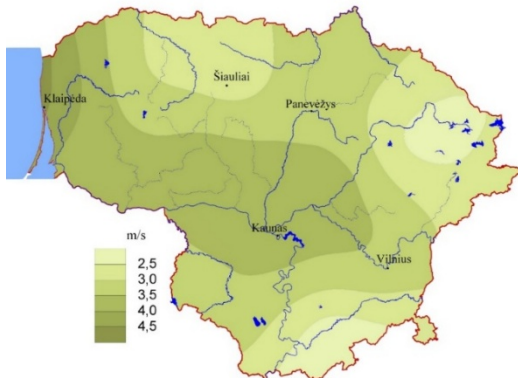 Šiauliai
Klaipėda
Panevėžys
Kaunas
Vilnius
m/s
2,5
3,0
3,5
4,0
4,5